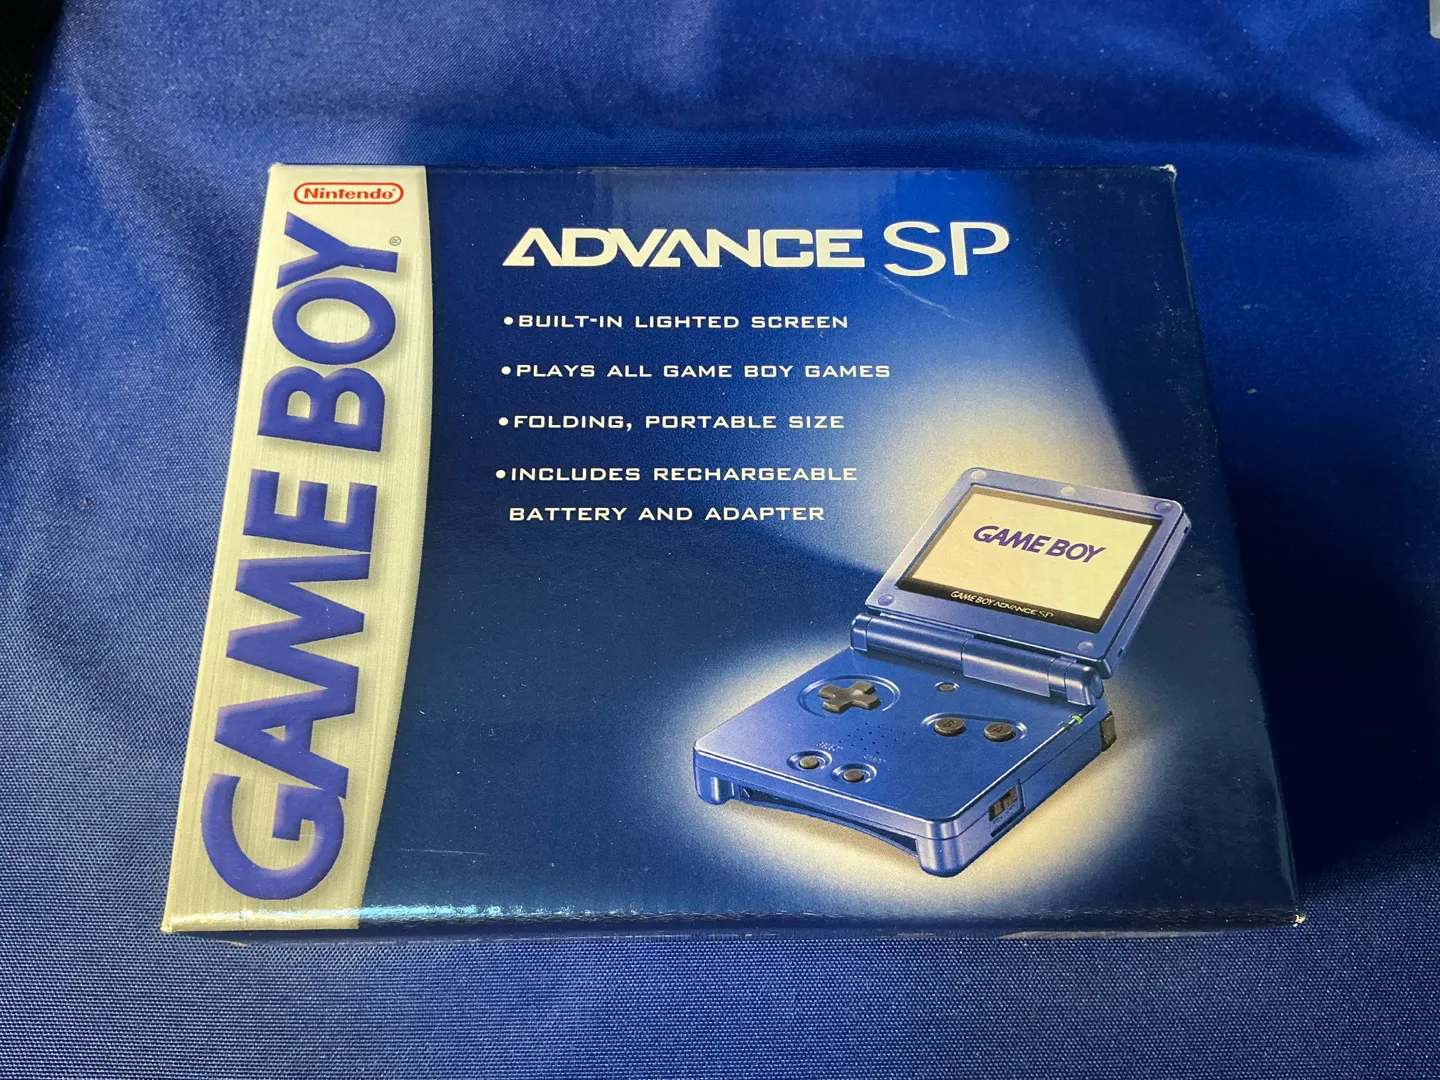 Nintendo®
GAME BOY®
ADVANCE SP
•BUILT-IN LIGHTED SCREEN
•PLAYS ALL GAME BOY GAMES
•FOLDING, PORTABLE SIZE
•INCLUDES RECHARGEABLE
BATTERY AND ADAPTER
GAME BOY
GAME BOY ADVANCE SP
B
A